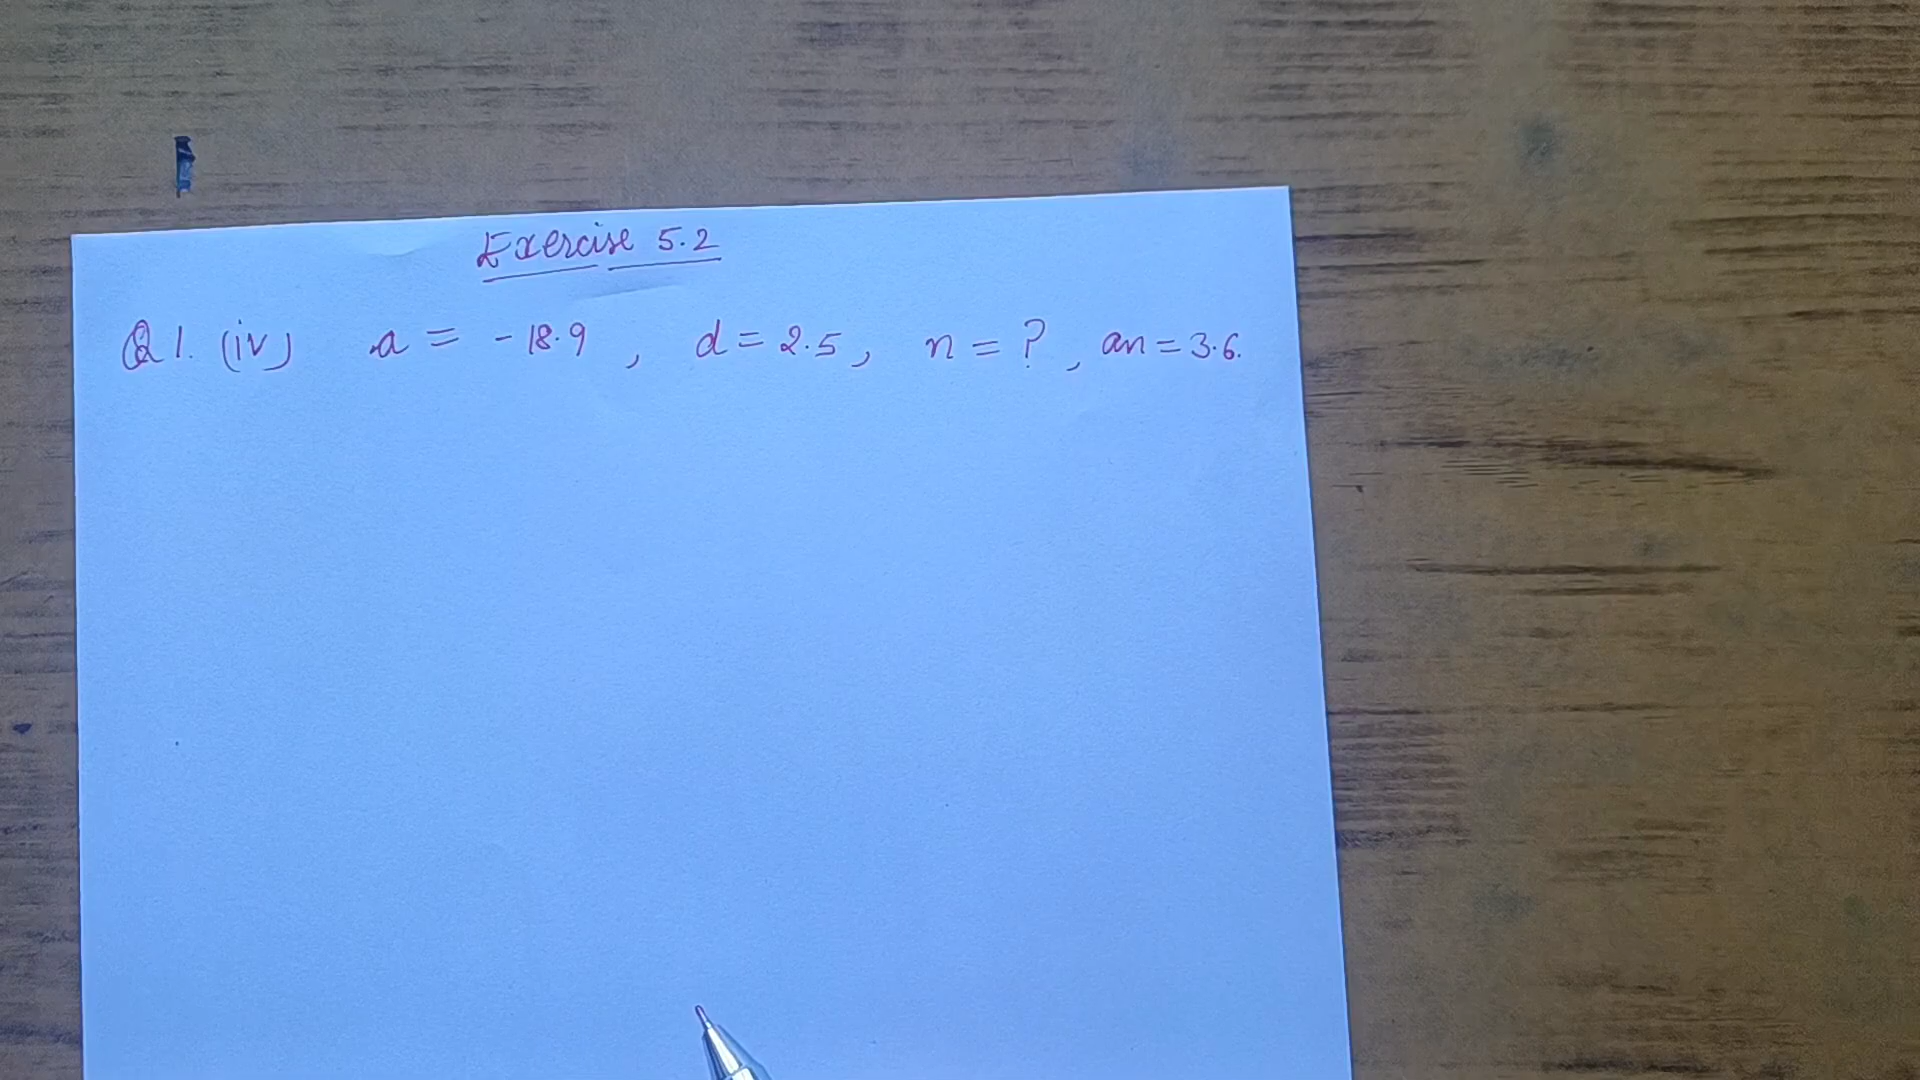 Exercise 5.2
Q1. (iv) a = -18.9, d = 2.5, n = ?, an = 3.6.